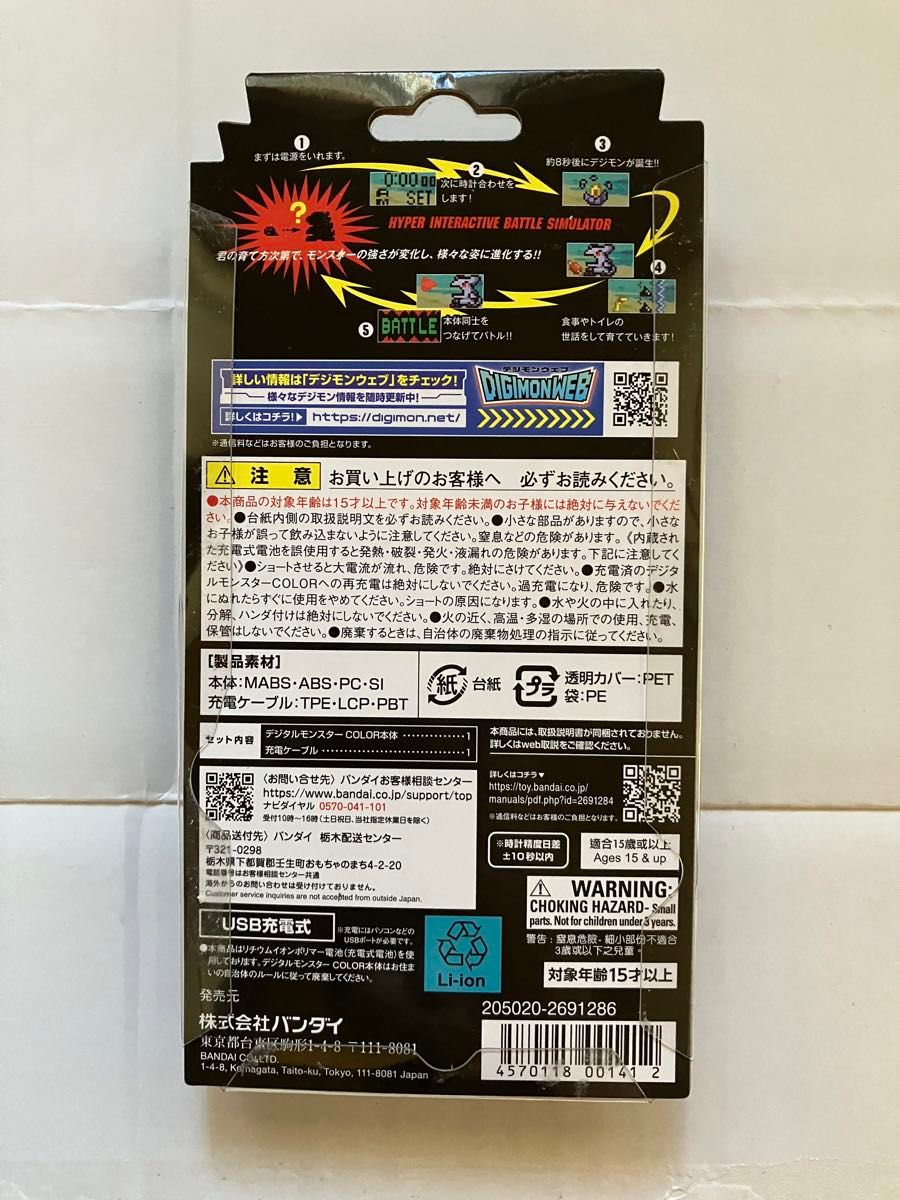 1
まずは電源をいれます。
2
次に時計合わせを
します!
0:00 00
SET
3
約8秒後にデジモンが誕生!!
HYPER INTERACTIVE BATTLE SIMULATOR
?
君の育て方次第で、モンスターの強さが変化し、様々な姿に進化する!!
4
食事やトイレの
世話をして育てていきます!
5
BATTLE
本体同士を
つなげてバトル!!
詳しい情報は「デジモンウェブ」をチェック!
様々なデジモン情報を随時更新中!
詳しくはコチラ!▶ https://digimon.net/
デジモンウェブ
DIGIMONWEB
※通信料などはお客様のご負担となります。
注意 お買い上げのお客様へ 必ずお読みください。
●本商品の対象年齢は15才以上です。対象年齢未満のお子様には絶対に与えないでくだ
さい。●台紙内側の取扱説明文を必ずお読みください。●小さな部品がありますので、小さな
お子様が誤って飲み込まないように注意してください。窒息などの危険があります。《内蔵され
た充電式電池を誤使用すると発熱・破裂・発火・液漏れの危険があります。下記に注意してく
ださい》●ショートさせると大電流が流れ、危険です。絶対にさけてください。●充電済のデジタ
ルモンスターCOLORへの再充電は絶対にしないでください。過充電になり、危険です。●水
にぬれたらすぐに使用をやめてください。ショートの原因になります。●水や火の中に入れたり、
分解、ハンダ付けは絶対にしないでください。●火の近く、高温・多湿の場所での使用、充電、
保管はしないでください。●廃棄するときは、自治体の廃棄物処理の指示に従ってください。
【製品素材】
本体:MABS・ABS・PC・SI
充電ケーブル:TPE・LCP・PBT
紙 台紙
プラ 透明カバー:PET
袋:PE
セット内容
デジタルモンスター COLOR本体 ・・・・・・・・・・・・・ 1
充電ケーブル ・・・・・・・・・・・・・・・・・・・・・・・・・・・・ 1
本商品には、取扱説明書が同梱されておりません。
詳しくはweb取説をご確認ください。
〈お問い合せ先〉バンダイお客様相談センター
https://www.bandai.co.jp/support/top
ナビダイヤル 0570-041-101
受付10時〜16時(土日祝日、当社指定休業日を除く)
〈商品送付先〉バンダイ 栃木配送センター
〒321-0298
栃木県下都賀郡壬生町おもちゃのまち4-2-20
電話番号はお客様相談センター共通
海外からのお問い合わせは受け付けておりません。
Customer service inquiries are not accepted from outside Japan.
詳しくはコチラ▼
https://toy.bandai.co.jp/
manuals/pdf.php?id=2691284
※通信料などはお客様のご負担となります。
※時計精度日差
±10秒以内
適合15歳或以上
Ages 15 & up
WARNING:
CHOKING HAZARD- Small
parts. Not for children under 3 years.
警告:窒息危險- 細小部份不適合
3歲或以下之兒童。
対象年齢15才以上
USB充電式
※充電にはパソコンなどの
USBポートが必要です。
●本商品はリチウムイオンポリマー電池(充電式電池)を使
用しております。デジタルモンスター COLOR本体はお住ま
いの自治体のルールに従って廃棄してください。
Li-ion
発売元
株式会社バンダイ
東京都台東区駒形1-4-8 〒111-8081
BANDAI CO.,LTD.
1-4-8, Komagata, Taito-ku, Tokyo, 111-8081 Japan
205020-2691286
4570118 00141 2